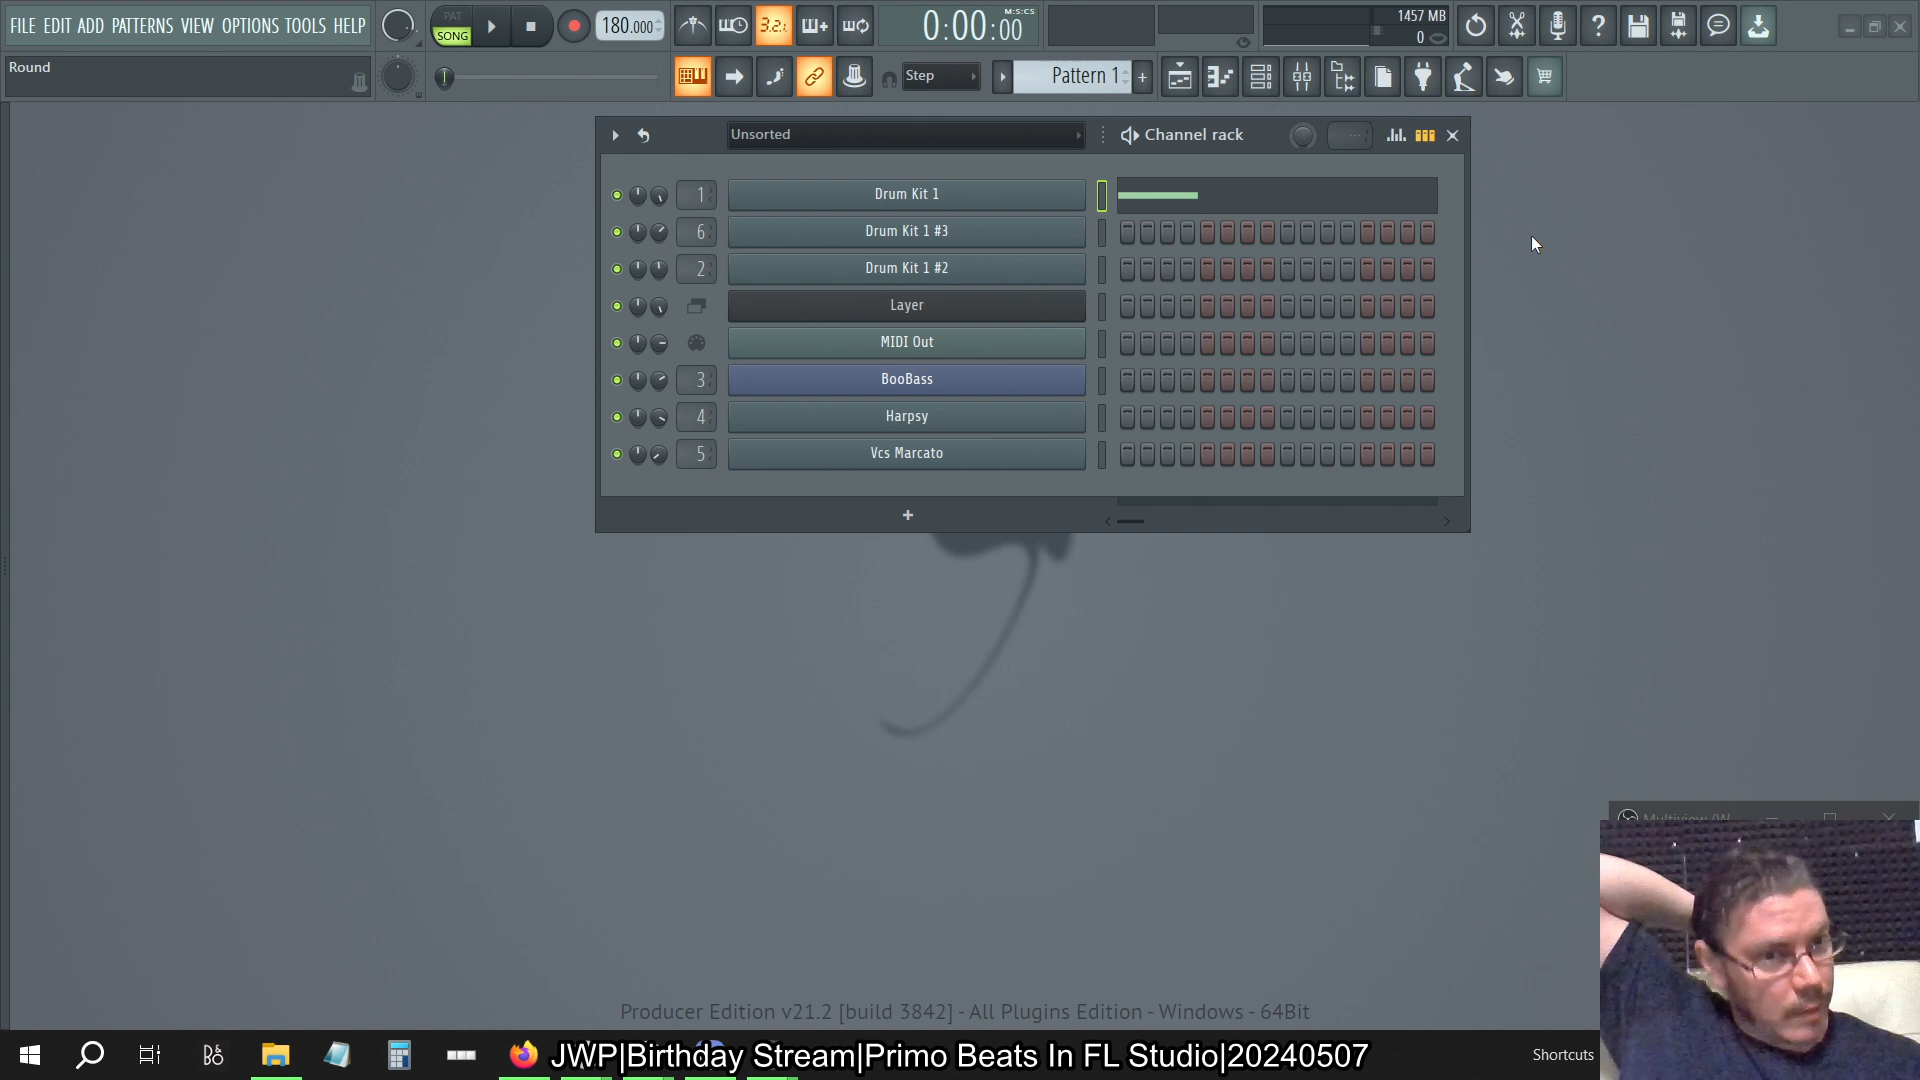 FILE EDIT ADD PATTERNS VIEW OPTIONS TOOLS HELP
PAT
SONG
180.000
3.2.
0:00:00
M:S:CS
1457 MB
0
Round
Step
Pattern 1
+
Unsorted
Channel rack
1 Drum Kit 1
6 Drum Kit 1 #3
2 Drum Kit 1 #2
Layer
MIDI Out
3 BooBass
4 Harpsy
5 Vcs Marcato
+
Producer Edition v21.2 [build 3842] - All Plugins Edition - Windows - 64Bit
JWP|Birthday Stream|Primo Beats In FL Studio|20240507
Shortcuts